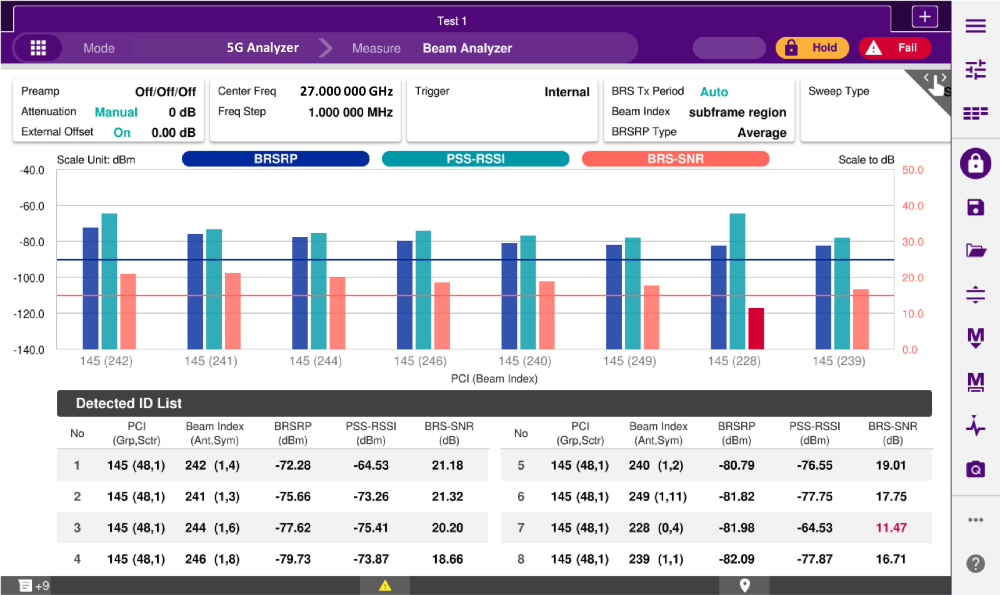 Test 1
Mode 5G Analyzer Measure Beam Analyzer Hold Fail
Preamp Off/Off/Off
Attenuation Manual 0 dB
External Offset On 0.00 dB
Center Freq 27.000 000 GHz
Freq Step 1.000 000 MHz
Trigger Internal
BRS Tx Period Auto
Beam Index subframe region
BRSRP Type Average
Sweep Type S
Scale Unit: dBm BRSRP PSS-RSSI BRS-SNR Scale to dB
-40.0 50.0
-60.0 40.0
-80.0 30.0
-100.0 20.0
-120.0 10.0
-140.0 0.0
145 (242) 145 (241) 145 (244) 145 (246) 145 (240) 145 (249) 145 (228) 145 (239)
PCI (Beam Index)
Detected ID List
No PCI (Grp,Sctr) Beam Index (Ant,Sym) BRSRP (dBm) PSS-RSSI (dBm) BRS-SNR (dB) No PCI (Grp,Sctr) Beam Index (Ant,Sym) BRSRP (dBm) PSS-RSSI (dBm) BRS-SNR (dB)
1 145 (48,1) 242 (1,4) -72.28 -64.53 21.18 5 145 (48,1) 240 (1,2) -80.79 -76.55 19.01
2 145 (48,1) 241 (1,3) -75.66 -73.26 21.32 6 145 (48,1) 249 (1,11) -81.82 -77.75 17.75
3 145 (48,1) 244 (1,6) -77.62 -75.41 20.20 7 145 (48,1) 228 (0,4) -81.98 -64.53 11.47
4 145 (48,1) 246 (1,8) -79.73 -73.87 18.66 8 145 (48,1) 239 (1,1) -82.09 -77.87 16.71
+9
M
M
Q
?